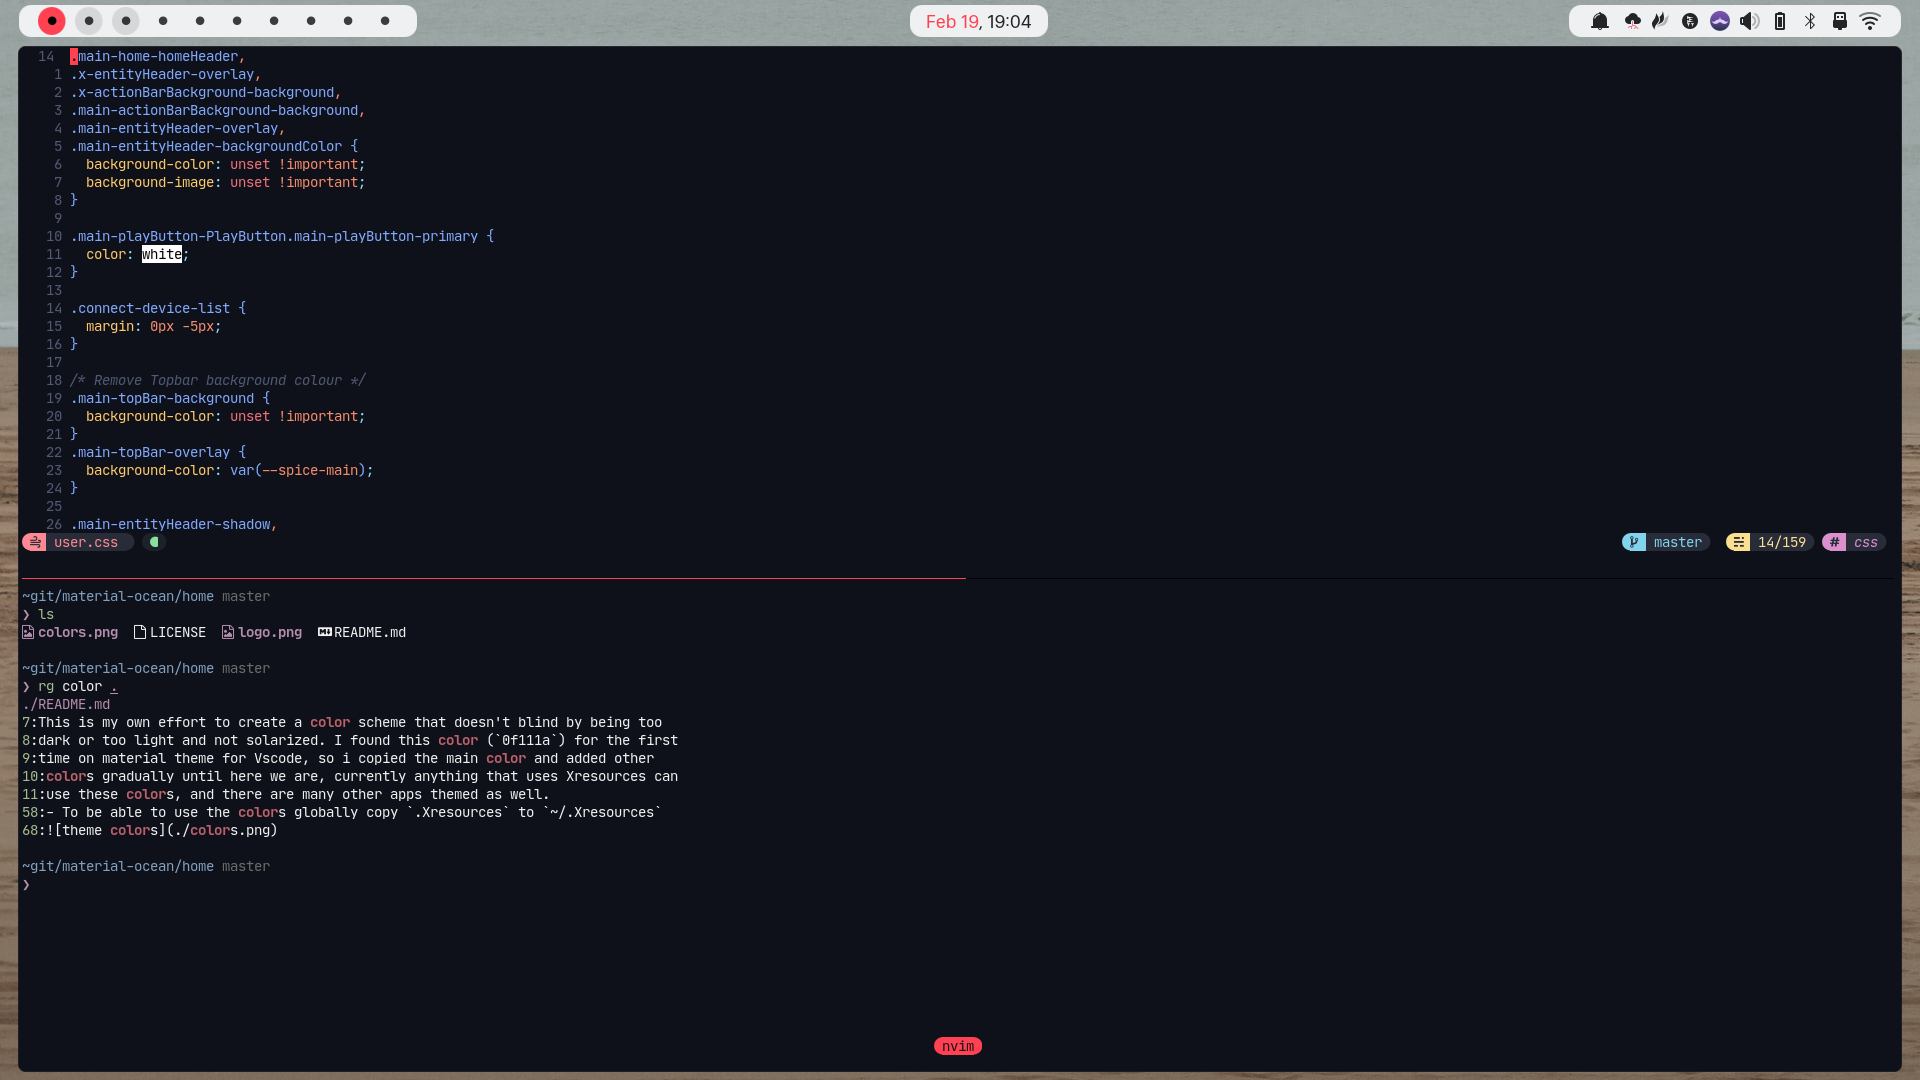 Feb 19, 19:04
14 .main-home-homeHeader,
1 .x-entityHeader-overlay,
2 .x-actionBarBackground-background,
3 .main-actionBarBackground-background,
4 .main-entityHeader-overlay,
5 .main-entityHeader-backgroundColor {
6   background-color: unset !important;
7   background-image: unset !important;
8 }
9
10 .main-playButton-PlayButton.main-playButton-primary {
11   color: white;
12 }
13
14 .connect-device-list {
15   margin: 0px -5px;
16 }
17
18 /* Remove Topbar background colour */
19 .main-topBar-background {
20   background-color: unset !important;
21 }
22 .main-topBar-overlay {
23   background-color: var(--spice-main);
24 }
25
26 .main-entityHeader-shadow,
user.css master 14/159 # css
~git/material-ocean/home master
❯ ls
colors.png LICENSE logo.png README.md
~git/material-ocean/home master
❯ rg color .
./README.md
7:This is my own effort to create a color scheme that doesn't blind by being too
8:dark or too light and not solarized. I found this color (`0f111a`) for the first
9:time on material theme for Vscode, so i copied the main color and added other
10:colors gradually until here we are, currently anything that uses Xresources can
11:use these colors, and there are many other apps themed as well.
58:- To be able to use the colors globally copy `.Xresources` to `~/.Xresources`
68:![theme colors](./colors.png)
~git/material-ocean/home master
❯
nvim